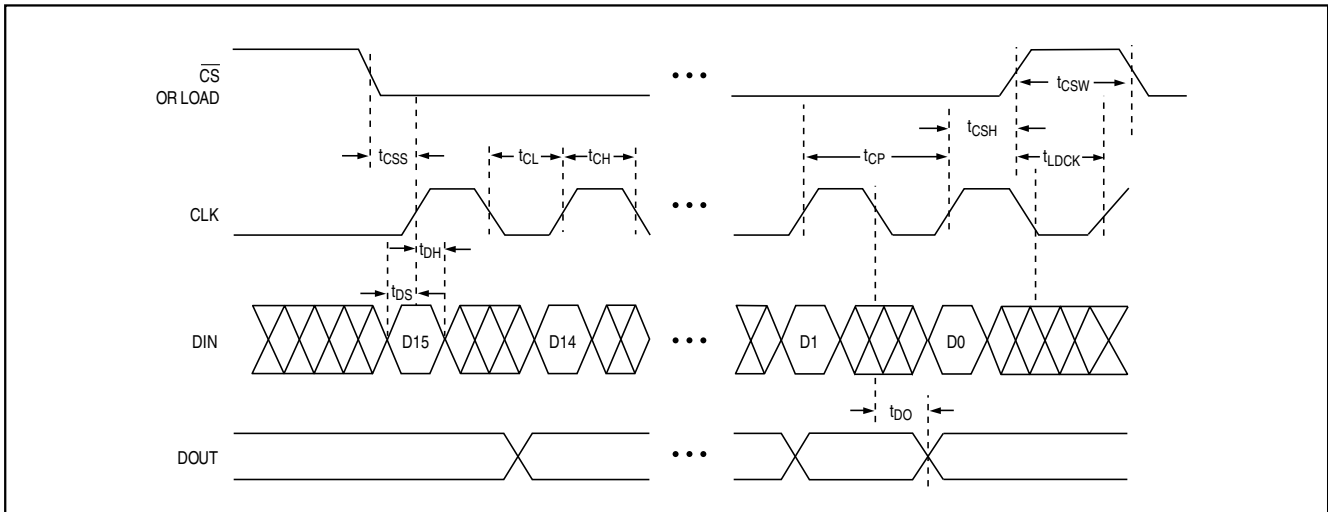 CS
OR LOAD
• • •
tCSW
tCSH
tCSS
tCL
tCH
tCP
tLDCK
CLK
• • •
tDH
tDS
DIN
D15
D14
• • •
D1
D0
tDO
DOUT
• • •